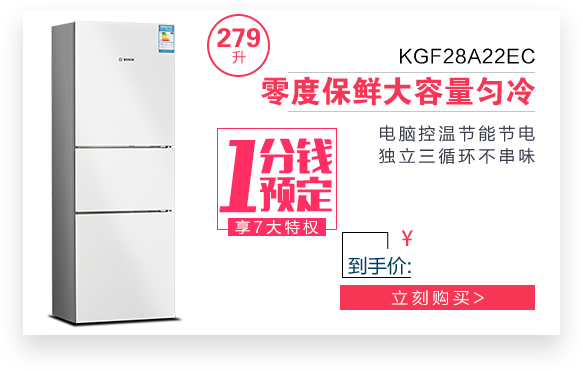 279
升
KGF28A22EC
零度保鲜大容量匀冷
电脑控温节能节电
独立三循环不串味
1分钱
预定
享7大特权
¥
到手价:
立刻购买>
BOSCH